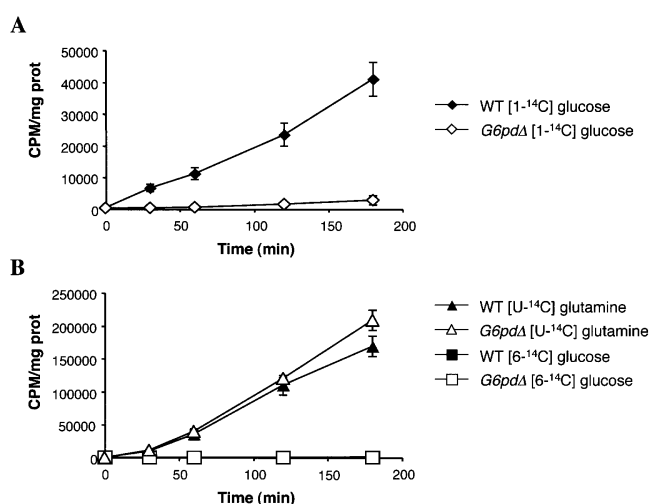 A
CPM/mg prot
50000
40000
30000
20000
10000
0
0 50 100 150 200
Time (min)
WT [1-¹⁴C] glucose
G6pdΔ [1-¹⁴C] glucose
B
CPM/mg prot
250000
200000
150000
100000
50000
0
0 50 100 150 200
Time (min)
WT [U-¹⁴C] glutamine
G6pdΔ [U-¹⁴C] glutamine
WT [6-¹⁴C] glucose
G6pdΔ [6-¹⁴C] glucose